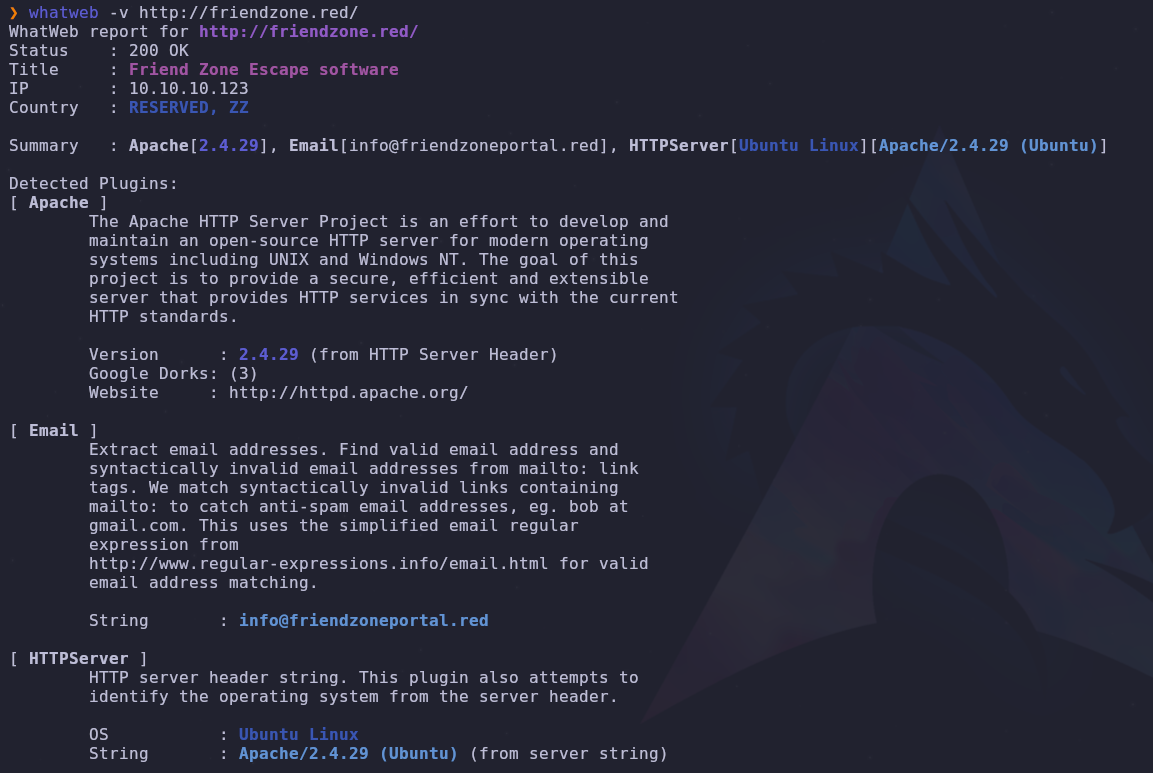 ❯ whatweb -v http://friendzone.red/
WhatWeb report for http://friendzone.red/
Status    : 200 OK
Title     : Friend Zone Escape software
IP        : 10.10.10.123
Country   : RESERVED, ZZ

Summary   : Apache[2.4.29], Email[info@friendzoneportal.red], HTTPServer[Ubuntu Linux][Apache/2.4.29 (Ubuntu)]

Detected Plugins:
[ Apache ]
        The Apache HTTP Server Project is an effort to develop and
        maintain an open-source HTTP server for modern operating
        systems including UNIX and Windows NT. The goal of this
        project is to provide a secure, efficient and extensible
        server that provides HTTP services in sync with the current
        HTTP standards.

        Version      : 2.4.29 (from HTTP Server Header)
        Google Dorks: (3)
        Website     : http://httpd.apache.org/

[ Email ]
        Extract email addresses. Find valid email address and
        syntactically invalid email addresses from mailto: link
        tags. We match syntactically invalid links containing
        mailto: to catch anti-spam email addresses, eg. bob at
        gmail.com. This uses the simplified email regular
        expression from
        http://www.regular-expressions.info/email.html for valid
        email address matching.

        String       : info@friendzoneportal.red

[ HTTPServer ]
        HTTP server header string. This plugin also attempts to
        identify the operating system from the server header.

        OS           : Ubuntu Linux
        String       : Apache/2.4.29 (Ubuntu) (from server string)